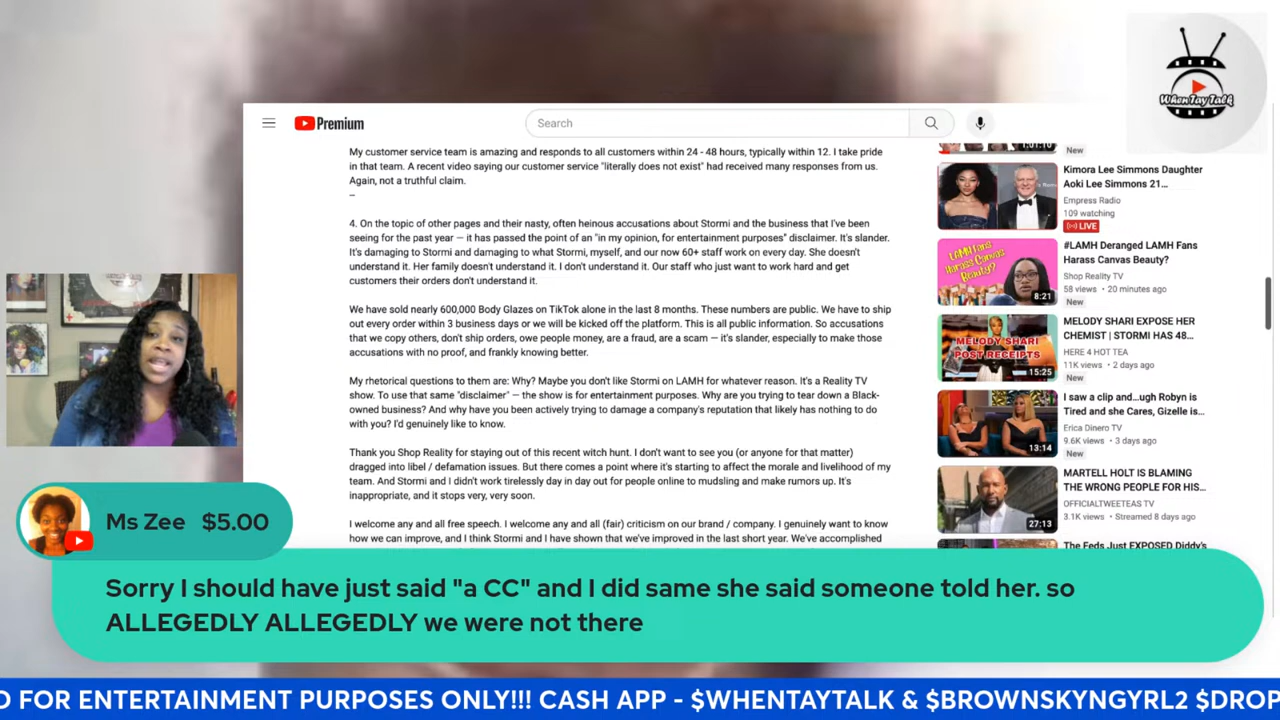 Premium
Search
WhenTayTalk
My customer service team is amazing and responds to all customers within 24 - 48 hours, typically within 12. I take pride
in that team. A recent video saying our customer service "literally does not exist" had received many responses from us.
Again, not a truthful claim.
–
4. On the topic of other pages and their nasty, often heinous accusations about Stormi and the business that I've been
seeing for the past year — it has passed the point of an "in my opinion, for entertainment purposes" disclaimer. It's slander.
It's damaging to Stormi and damaging to what Stormi, myself, and our now 60+ staff work on every day. She doesn't
understand it. Her family doesn't understand it. I don't understand it. Our staff who just want to work hard and get
customers their orders don't understand it.
We have sold nearly 600,000 Body Glazes on TikTok alone in the last 8 months. These numbers are public. We have to ship
out every order within 3 business days or we will be kicked off the platform. This is all public information. So accusations
that we copy others, don't ship orders, owe people money, are a fraud, are a scam — it's slander, especially to make those
accusations with no proof, and frankly knowing better.
My rhetorical questions to them are: Why? Maybe you don't like Stormi on LAMH for whatever reason. It's a Reality TV
show. To use that same "disclaimer" — the show is for entertainment purposes. Why are you trying to tear down a Black-
owned business? And why have you been actively trying to damage a company's reputation that likely has nothing to do
with you? I'd genuinely like to know.
Thank you Shop Reality for staying out of this recent witch hunt. I don't want to see you (or anyone for that matter)
dragged into libel / defamation issues. But there comes a point where it's starting to affect the morale and livelihood of my
team. And Stormi and I didn't work tirelessly day in day out for people online to mudsling and make rumors up. It's
inappropriate, and it stops very, very soon.
I welcome any and all free speech. I welcome any and all (fair) criticism on our brand / company. I genuinely want to know
how we can improve, and I think Stormi and I have shown that we've improved in the last short year. We've accomplished
New
Kimora Lee Simmons Daughter
Aoki Lee Simmons 21...
Empress Radio
109 watching
LIVE
LAMH Fans
Harass Canvas
Beauty?
8:21
#LAMH Deranged LAMH Fans
Harass Canvas Beauty?
Shop Reality TV
58 views • 20 minutes ago
New
MELODY SHARI
POST RECEIPTS
15:25
MELODY SHARI EXPOSE HER
CHEMIST | STORMI HAS 48...
HERE 4 HOT TEA
11K views • 2 days ago
New
13:14
I saw a clip and...ugh Robyn is
Tired and she Cares, Gizelle is...
Erica Dinero TV
9.6K views • 3 days ago
New
27:13
MARTELL HOLT IS BLAMING
THE WRONG PEOPLE FOR HIS...
OFFICIALTWEETEAS TV
3.1K views • Streamed 8 days ago
The Feds Just EXPOSED Diddy's
Ms Zee $5.00
Sorry I should have just said "a CC" and I did same she said someone told her. so
ALLEGEDLY ALLEGEDLY we were not there
D FOR ENTERTAINMENT PURPOSES ONLY!!! CASH APP - $WHENTAYTALK & $BROWNSKYNGYRL2 $DROP